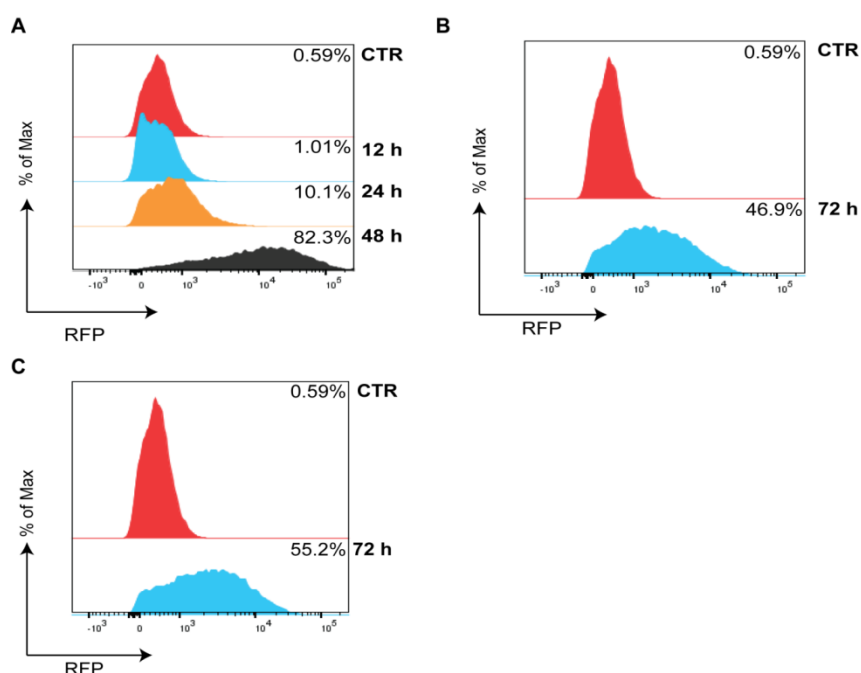 A
0.59% CTR
1.01% 12 h
10.1% 24 h
82.3% 48 h
% of Max
-10³ 0 10³ 10⁴ 10⁵
RFP
B
0.59% CTR
46.9% 72 h
% of Max
-10³ 0 10³ 10⁴ 10⁵
RFP
C
0.59% CTR
55.2% 72 h
% of Max
-10³ 0 10³ 10⁴ 10⁵
RFP